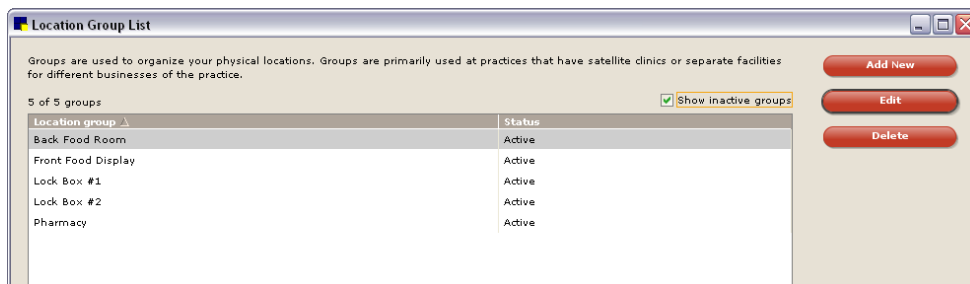 Location Group List
Groups are used to organize your physical locations. Groups are primarily used at practices that have satellite clinics or separate facilities
for different businesses of the practice.
Add New
5 of 5 groups
Show inactive groups
Edit
Location group Status
Back Food Room Active
Delete
Front Food Display Active
Lock Box #1 Active
Lock Box #2 Active
Pharmacy Active